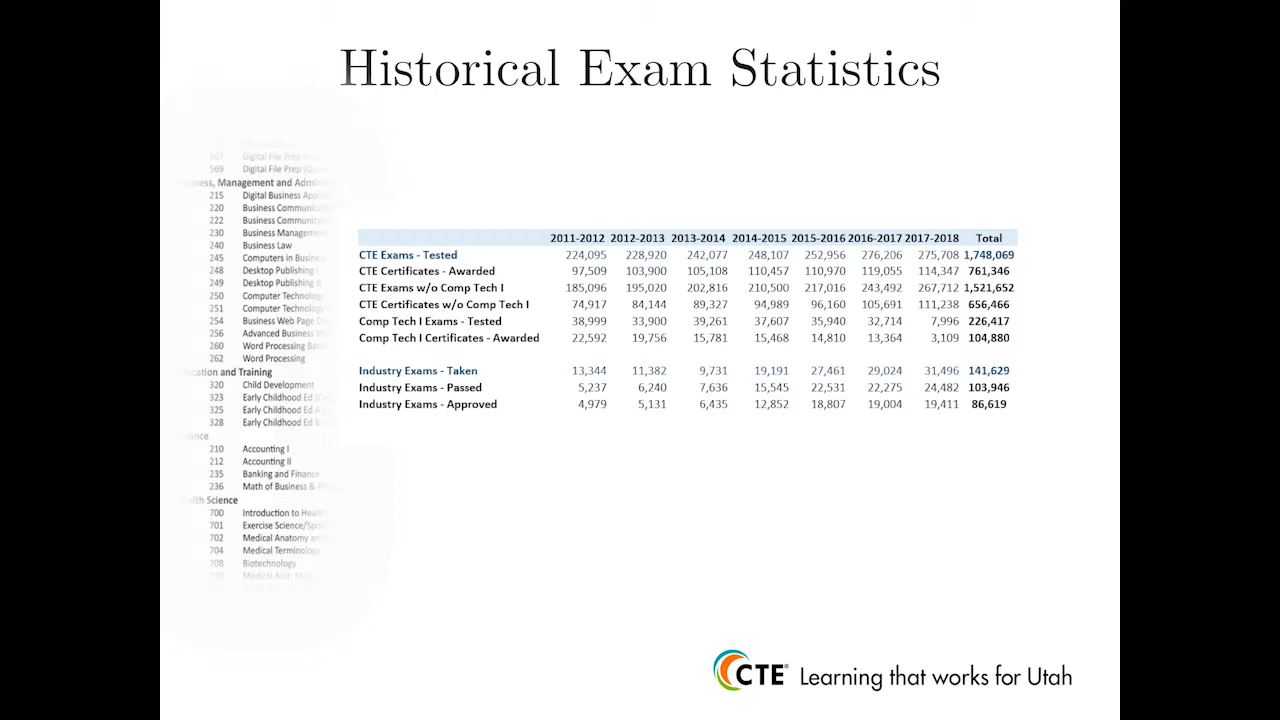 Historical Exam Statistics
567 Digital File Prep
569 Digital File Prep
Management and
215 Digital Business
220 Business
222 Business
230 Business
240 Business Law
245 Computers in
248 Desktop Publishing
249 Desktop Publishing
250 Computer
251 Computer
254 Business Web Page
256 Advanced Business
260 Word Processing
262 Word Processing
and Training
320 Child Development
323 Early Childhood Ed
325 Early Childhood Ed
328 Early Childhood Ed
210 Accounting I
212 Accounting II
235 Banking and Finance
236 Math of Business &
Science
700 Introduction to
701 Exercise
702 Medical Anatomy
704 Medical Terminology
708 Biotechnology
Medical Asst:
2011-2012 2012-2013 2013-2014 2014-2015 2015-2016 2016-2017 2017-2018 Total
CTE Exams - Tested 224,095 228,920 242,077 248,107 252,956 276,206 275,708 1,748,069
CTE Certificates - Awarded 97,509 103,900 105,108 110,457 110,970 119,055 114,347 761,346
CTE Exams w/o Comp Tech I 185,096 195,020 202,816 210,500 217,016 243,492 267,712 1,521,652
CTE Certificates w/o Comp Tech I 74,917 84,144 89,327 94,989 96,160 105,691 111,238 656,466
Comp Tech I Exams - Tested 38,999 33,900 39,261 37,607 35,940 32,714 7,996 226,417
Comp Tech I Certificates - Awarded 22,592 19,756 15,781 15,468 14,810 13,364 3,109 104,880
Industry Exams - Taken 13,344 11,382 9,731 19,191 27,461 29,024 31,496 141,629
Industry Exams - Passed 5,237 6,240 7,636 15,545 22,531 22,275 24,482 103,946
Industry Exams - Approved 4,979 5,131 6,435 12,852 18,807 19,004 19,411 86,619
CTE® Learning that works for Utah